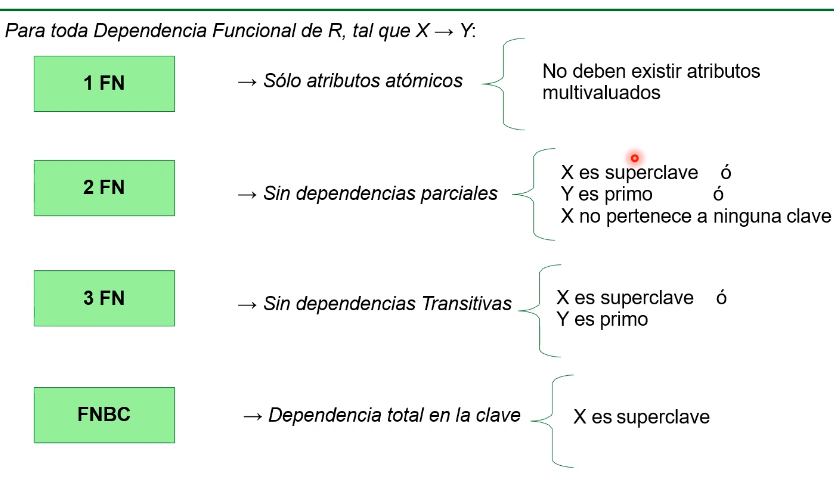 Para toda Dependencia Funcional de R, tal que X → Y:
1 FN
→ Sólo atributos atómicos
No deben existir atributos
multivaluados
2 FN
→ Sin dependencias parciales
X es superclave ó
Y es primo ó
X no pertenece a ninguna clave
3 FN
→ Sin dependencias Transitivas
X es superclave ó
Y es primo
FNBC
→ Dependencia total en la clave
X es superclave